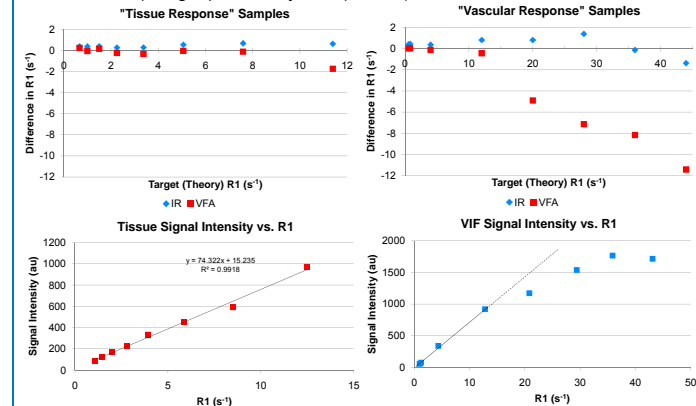 "Tissue Response" Samples
Difference in R1 (s⁻¹)
2
0
-2
-4
-6
-8
-10
-12
0 2 4 6 8 10 12
Target (Theory) R1 (s⁻¹)
IR VFA
"Vascular Response" Samples
Difference in R1 (s⁻¹)
2
0
-2
-4
-6
-8
-10
-12
0 10 20 30 40
Target (Theory) R1 (s⁻¹)
IR VFA
Tissue Signal Intensity vs. R1
Signal Intensity (au)
1200
1000
800
600
400
200
0
y = 74.322x + 15.235
R² = 0.9918
0 5 10 15
R1 (s⁻¹)
VIF Signal Intensity vs. R1
Signal Intensity (au)
2000
1500
1000
500
0
0 10 20 30 40 50
R1 (s⁻¹)